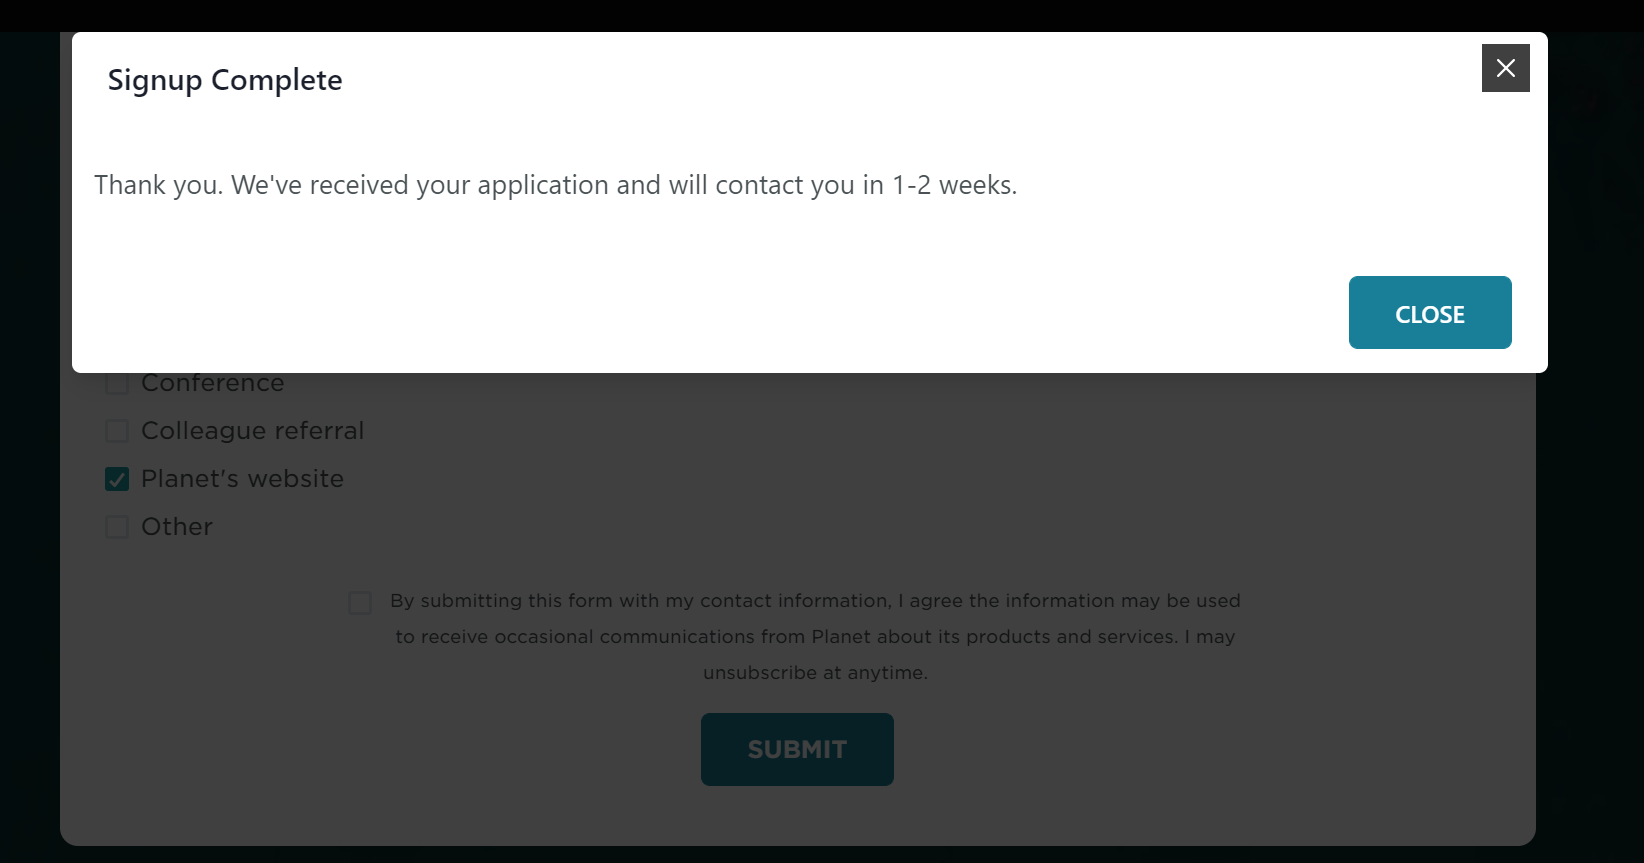 Signup Complete
Thank you. We've received your application and will contact you in 1-2 weeks.
CLOSE
Conference
Colleague referral
Planet's website
Other
By submitting this form with my contact information, I agree the information may be used
to receive occasional communications from Planet about its products and services. I may
unsubscribe at anytime.
SUBMIT